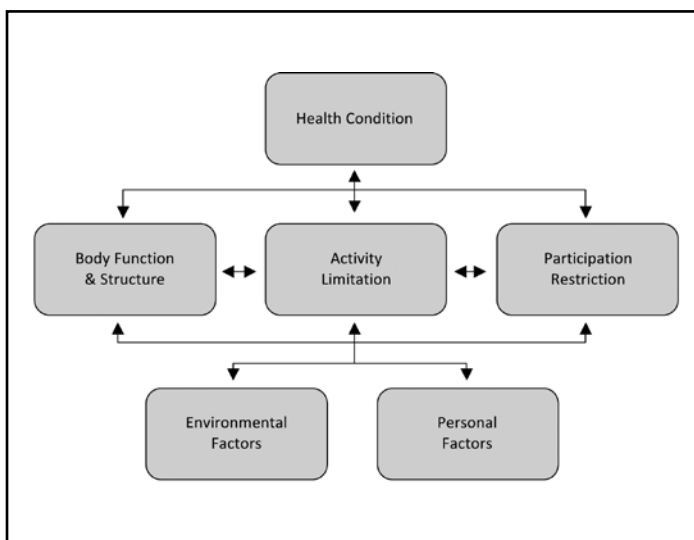 Health Condition
Body Function
& Structure
Activity
Limitation
Participation
Restriction
Environmental
Factors
Personal
Factors